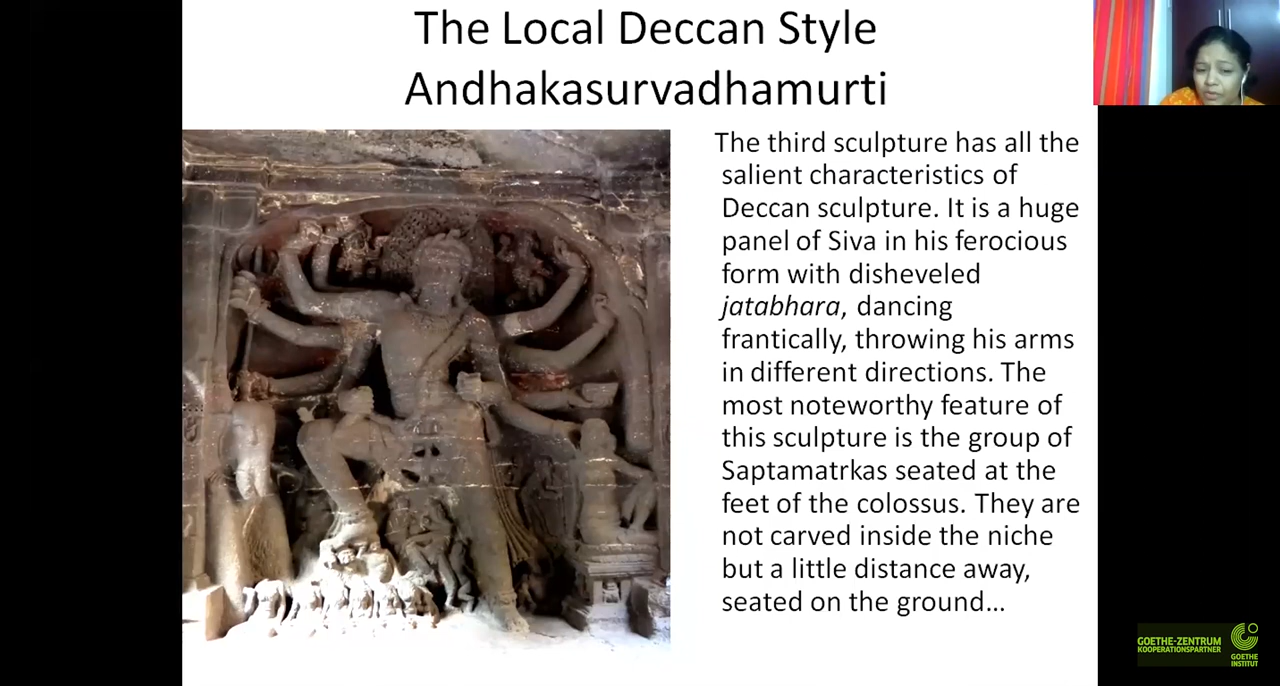 The Local Deccan Style
Andhakasurvadhamurti
The third sculpture has all the
salient characteristics of
Deccan sculpture. It is a huge
panel of Siva in his ferocious
form with disheveled
jatabhara, dancing
frantically, throwing his arms
in different directions. The
most noteworthy feature of
this sculpture is the group of
Saptamatrkas seated at the
feet of the colossus. They are
not carved inside the niche
but a little distance away,
seated on the ground...
GOETHE-ZENTRUM
KOOPERATIONSPARTNER
GOETHE
INSTITUT